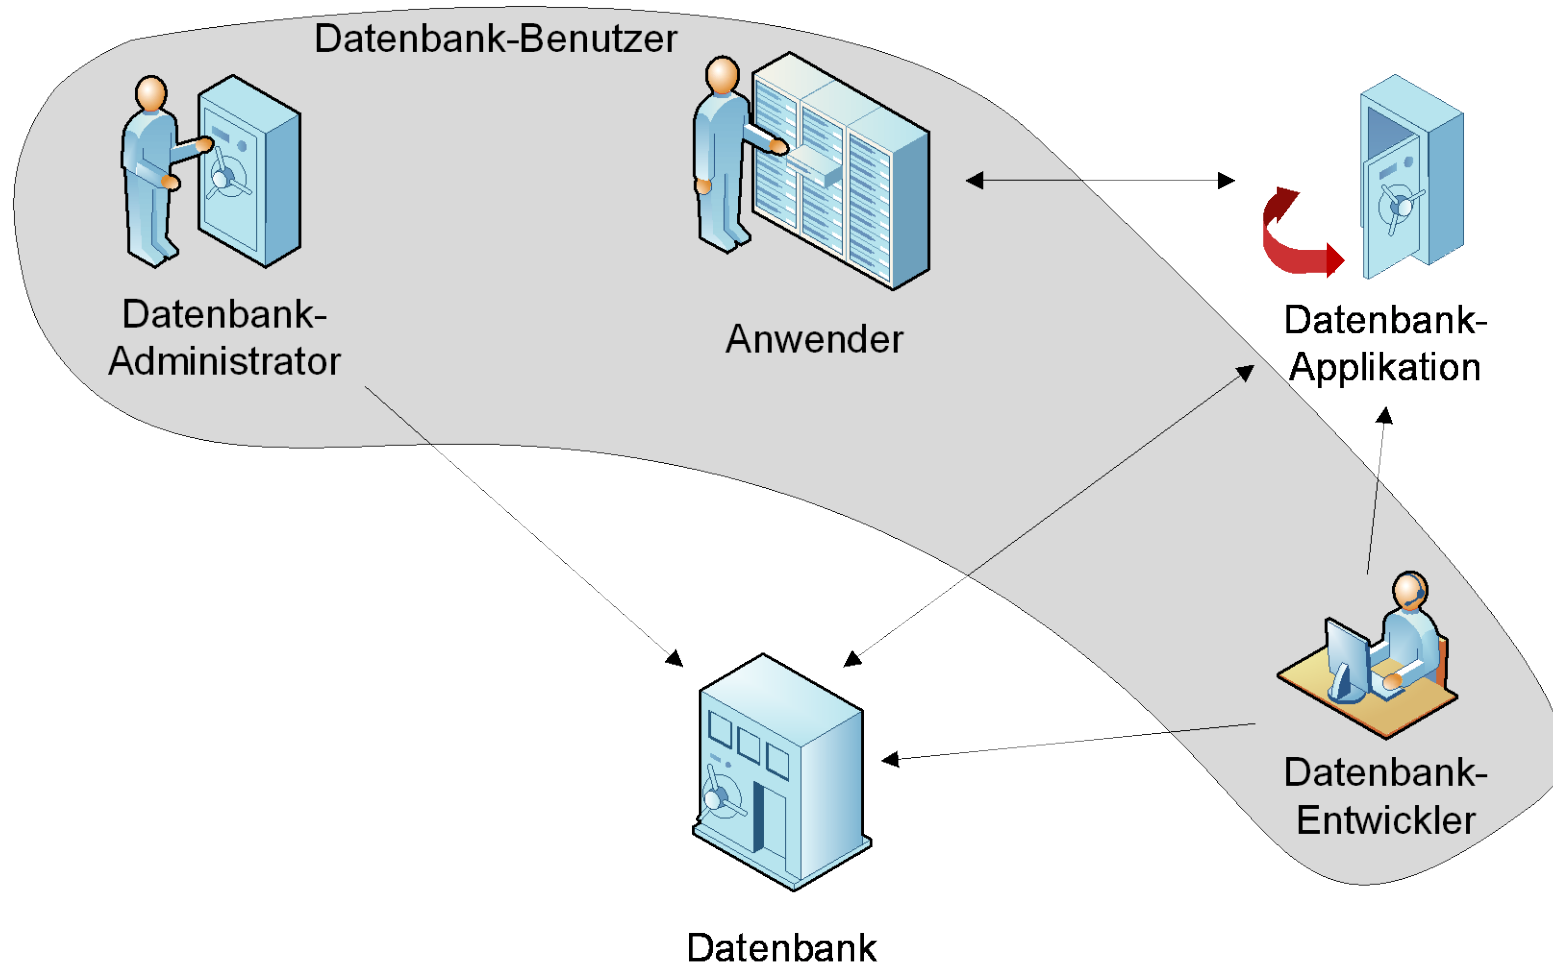 Datenbank-Benutzer
Datenbank-
Administrator
Anwender
Datenbank-
Applikation
Datenbank-
Entwickler
Datenbank